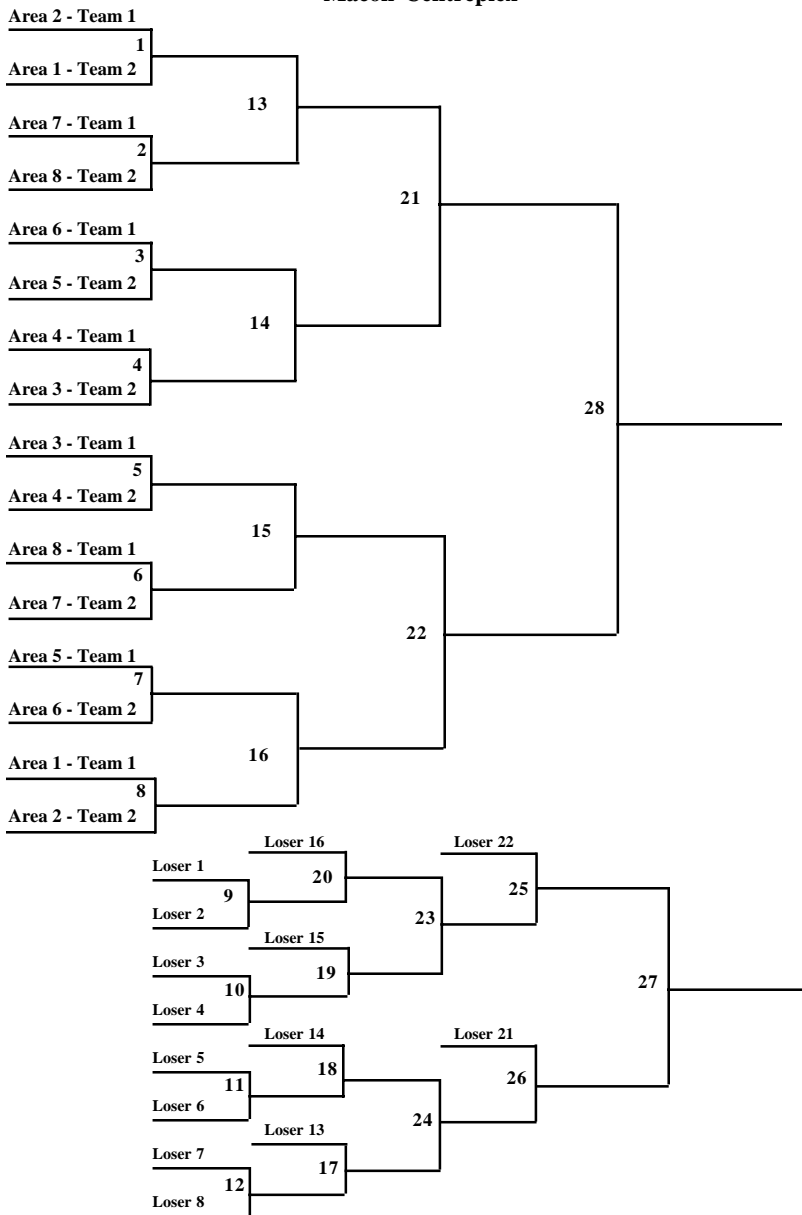 Area 2 - Team 1
1
Area 1 - Team 2
13
Area 7 - Team 1
2
Area 8 - Team 2
21
Area 6 - Team 1
3
Area 5 - Team 2
14
Area 4 - Team 1
4
Area 3 - Team 2
28
Area 3 - Team 1
5
Area 4 - Team 2
15
Area 8 - Team 1
6
Area 7 - Team 2
22
Area 5 - Team 1
7
Area 6 - Team 2
16
Area 1 - Team 1
8
Area 2 - Team 2
Loser 16
Loser 22
Loser 1
20
9
25
Loser 2
23
Loser 15
Loser 3
19
10
27
Loser 4
Loser 14
Loser 21
Loser 5
18
11
26
Loser 6
24
Loser 13
Loser 7
17
12
Loser 8